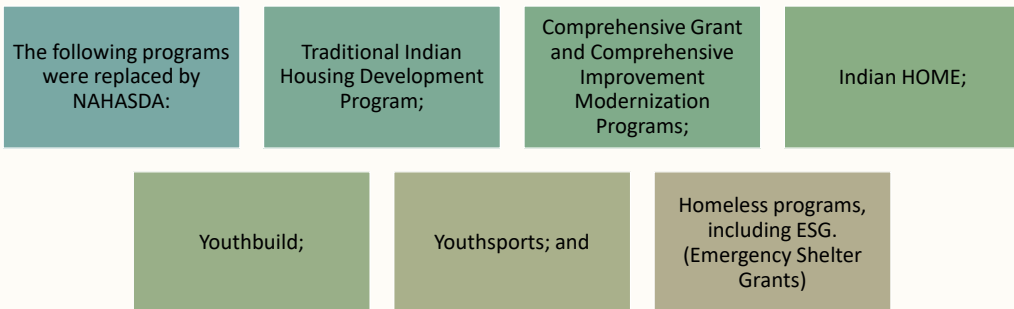 The following programs
were replaced by
NAHASDA:
Traditional Indian
Housing Development
Program;
Comprehensive Grant
and Comprehensive
Improvement
Modernization
Programs;
Indian HOME;
Youthbuild;
Youthsports; and
Homeless programs,
including ESG.
(Emergency Shelter
Grants)